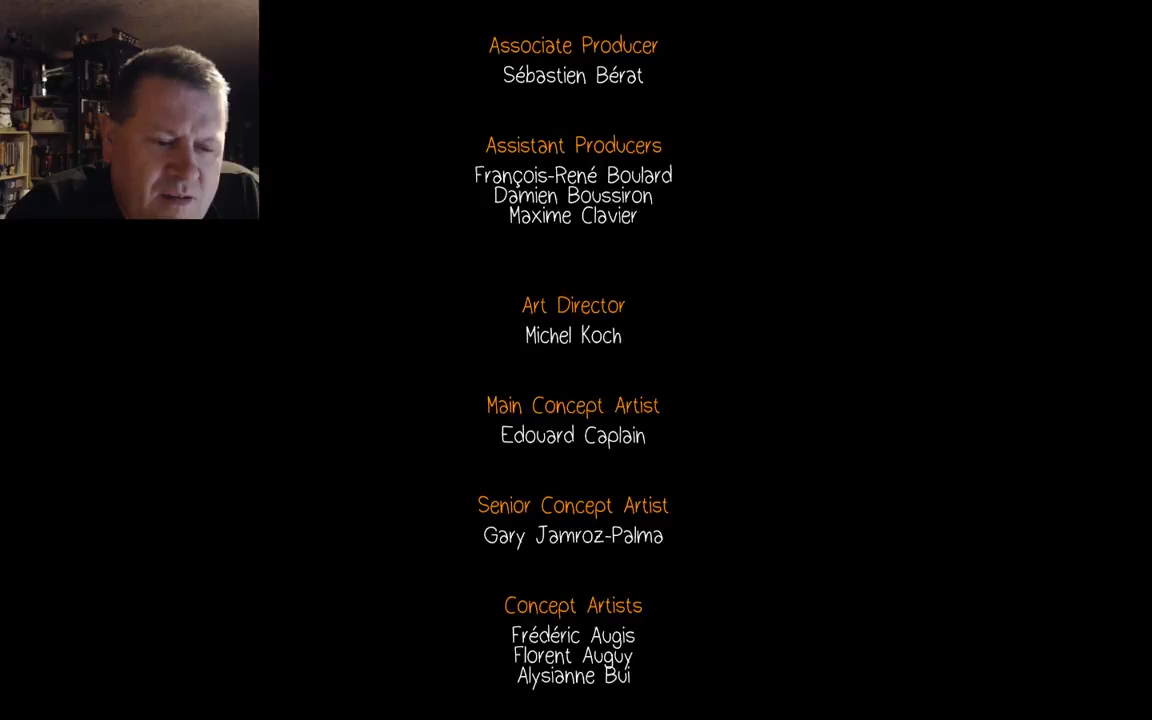 Associate Producer
Sébastien Bérat
Assistant Producers
François-René Boulard
Damien Boussiron
Maxime Clavier
Art Director
Michel Koch
Main Concept Artist
Edouard Caplain
Senior Concept Artist
Gary Jamroz-Palma
Concept Artists
Frédéric Augis
Florent Auguy
Alysianne Bui